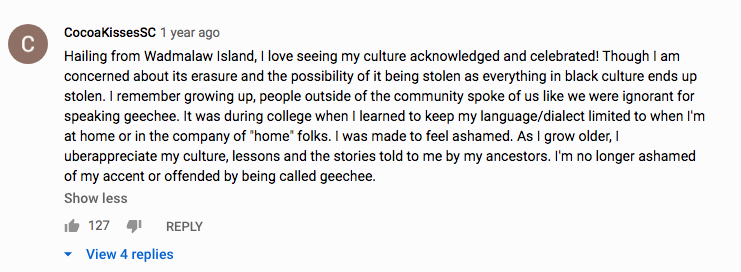 C
CocoaKissesSC 1 year ago
Hailing from Wadmalaw Island, I love seeing my culture acknowledged and celebrated! Though I am
concerned about its erasure and the possibility of it being stolen as everything in black culture ends up
stolen. I remember growing up, people outside of the community spoke of us like we were ignorant for
speaking geechee. It was during college when I learned to keep my language/dialect limited to when I'm
at home or in the company of "home" folks. I was made to feel ashamed. As I grow older, I
uberappreciate my culture, lessons and the stories told to me by my ancestors. I'm no longer ashamed
of my accent or offended by being called geechee.
Show less
127 REPLY
View 4 replies